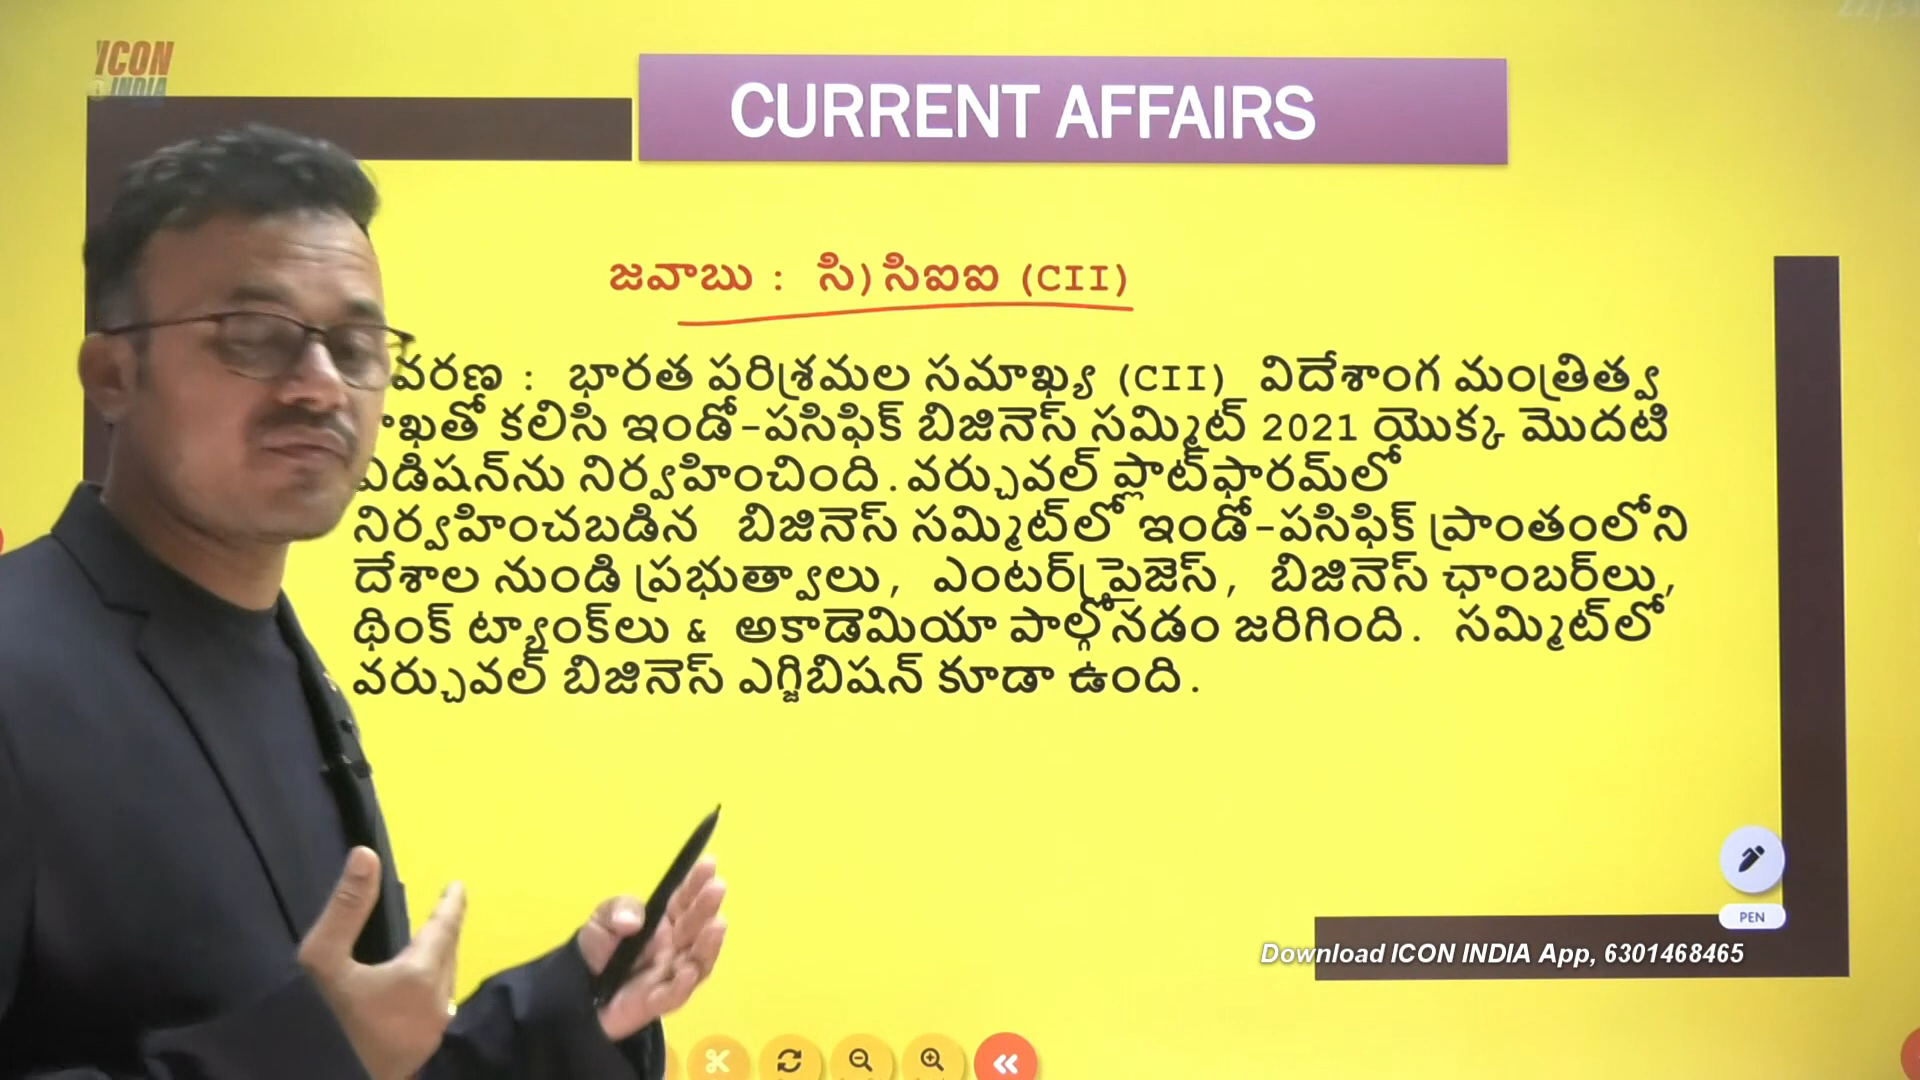 ICON
INDIA
CURRENT AFFAIRS
జవాబు : సి)సిఐఐ (CII)
వరణ : భారత పరిశ్రమల సమాఖ్య (CII) విదేశాంగ మంత్రిత్వ
ఖతో కలిసి ఇండో-పసిఫిక్ బిజినెస్ సమ్మిట్ 2021 యొక్క మొదటి
ఎడిషన్‌ను నిర్వహించింది.వర్చువల్ ప్లాట్‌ఫారమ్‌లో
నిర్వహించబడిన బిజినెస్ సమ్మిట్‌లో ఇండో-పసిఫిక్ ప్రాంతంలోని
దేశాల నుండి ప్రభుత్వాలు, ఎంటర్‌ప్రైజెస్, బిజినెస్ ఛాంబర్‌లు,
థింక్ ట్యాంక్‌లు & అకాడెమియా పాల్గొనడం జరిగింది. సమ్మిట్‌లో
వర్చువల్ బిజినెస్ ఎగ్జిబిషన్ కూడా ఉంది.
PEN
Download ICON INDIA App, 6301468465